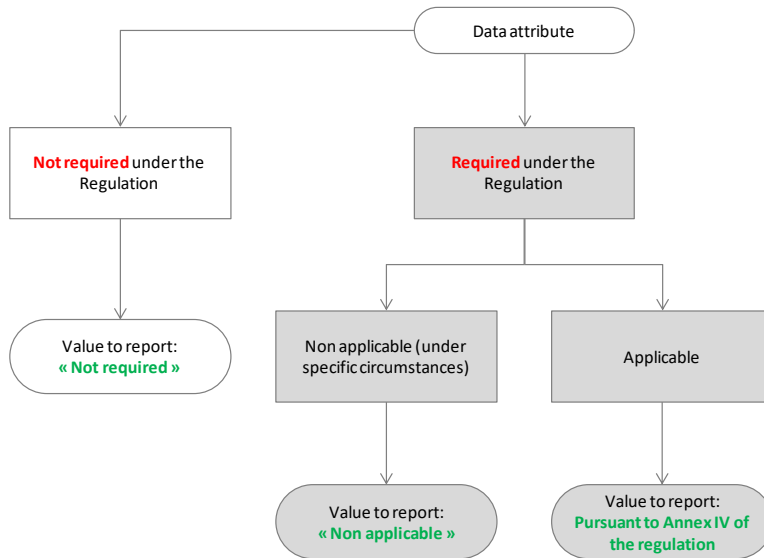 Data attribute
Not required under the
Regulation
Required under the
Regulation
Value to report:
« Not required »
Non applicable (under
specific circumstances)
Applicable
Value to report:
« Non applicable »
Value to report:
Pursuant to Annex IV of
the regulation